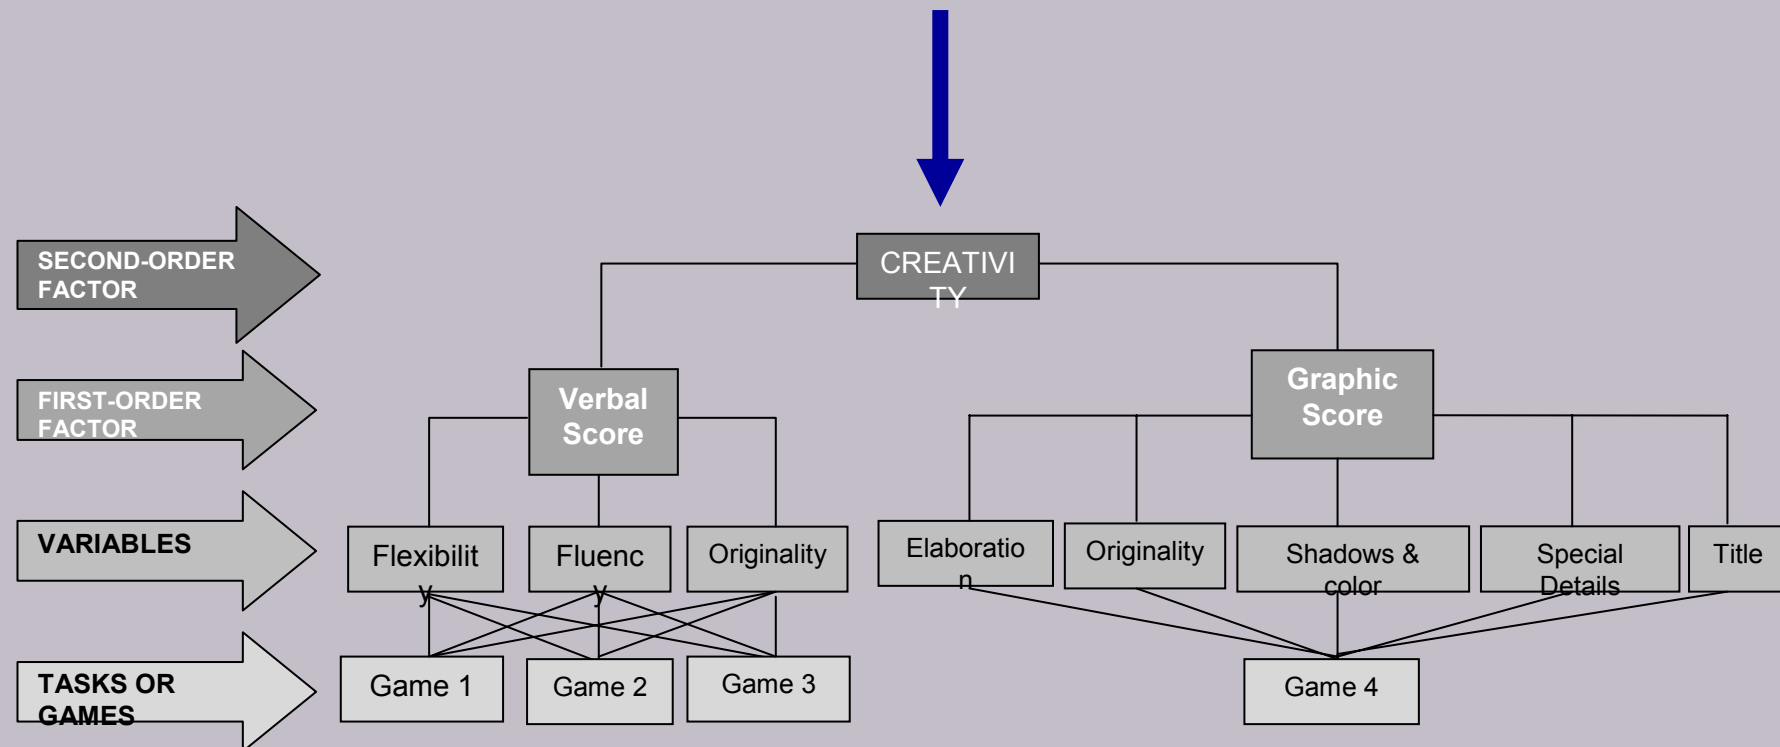 SECOND-ORDER
FACTOR
CREATIVI
TY
FIRST-ORDER
FACTOR
Verbal
Score
Graphic
Score
VARIABLES
Flexibilit
y
Fluenc
y
Originality
Elaboratio
n
Originality
Shadows &
color
Special
Details
Title
TASKS OR
GAMES
Game 1
Game 2
Game 3
Game 4